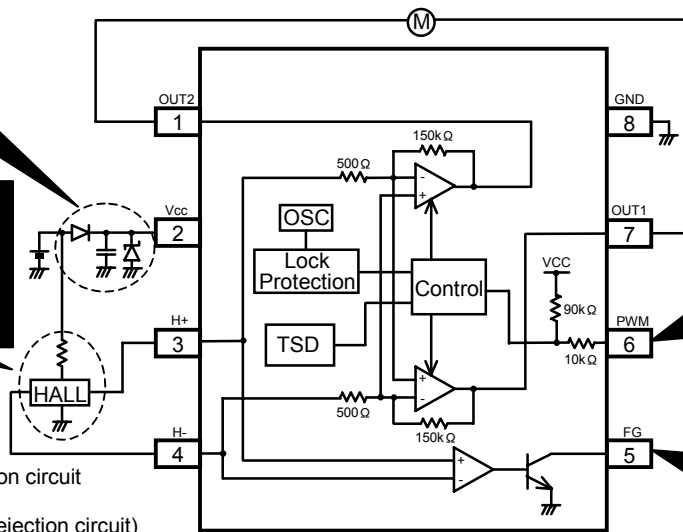 M
OUT2
1
GND
8
150kΩ
500Ω
-
+
Vcc
2
OSC
Lock
Protection
Control
OUT1
7
VCC
90kΩ
H+
3
TSD
PWM
6
10kΩ
HALL
+
-
500Ω
150kΩ
H-
4
FG
5
+
-
on circuit
ejection circuit)